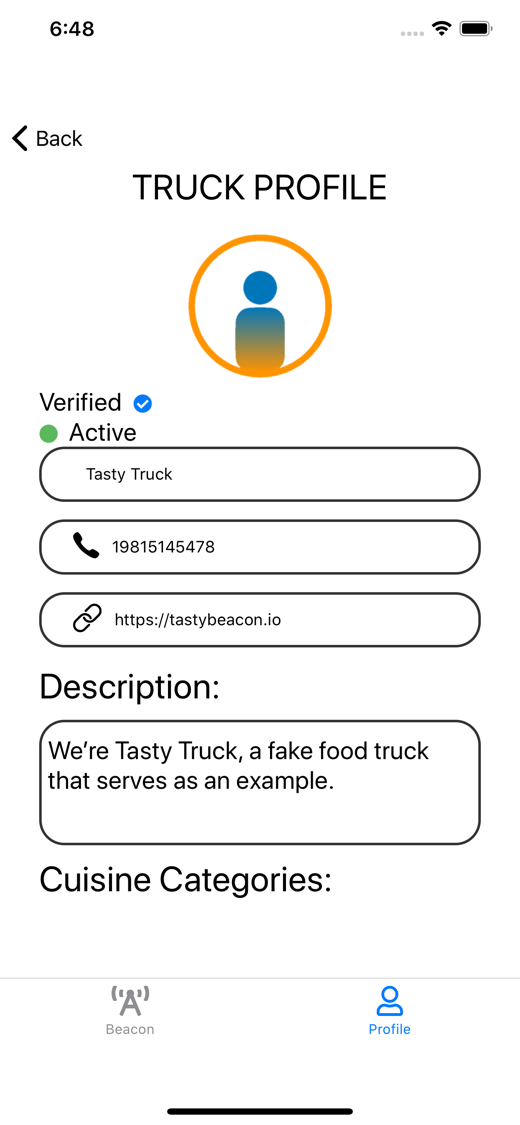 6:48
Back
TRUCK PROFILE
Verified
Active
Tasty Truck
19815145478
https://tastybeacon.io
Description:
We’re Tasty Truck, a fake food truck
that serves as an example.
Cuisine Categories:
Beacon
Profile